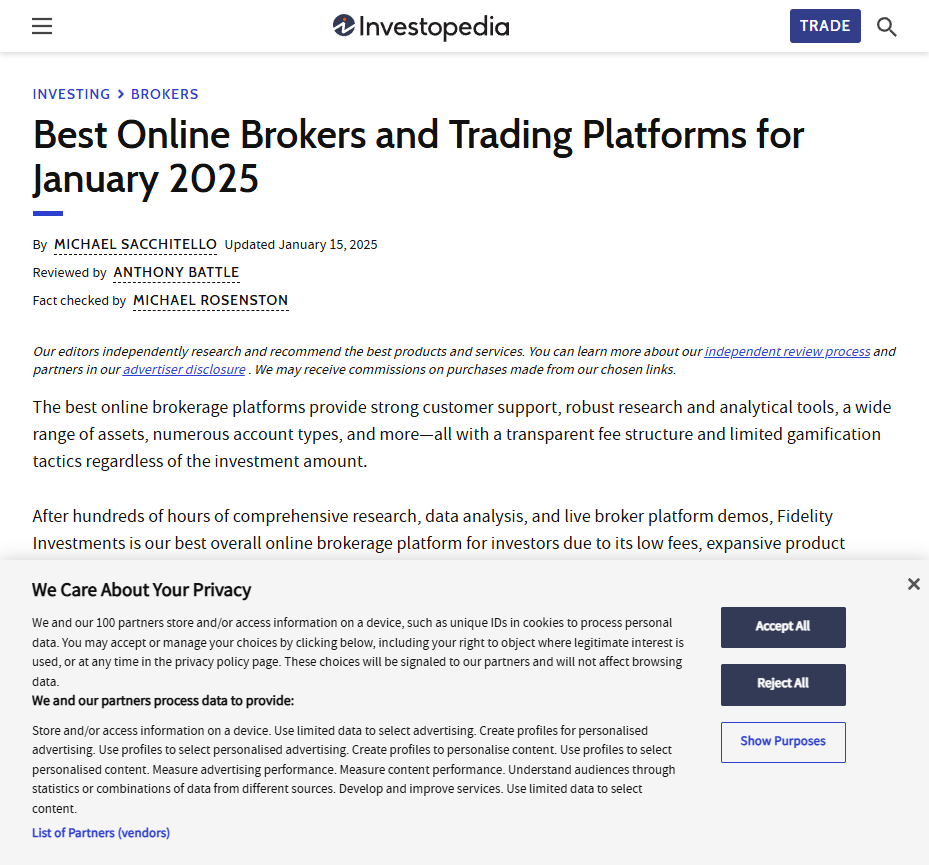 Investopedia
TRADE
INVESTING > BROKERS
Best Online Brokers and Trading Platforms for
January 2025
By MICHAEL SACCHITELLO Updated January 15, 2025
Reviewed by ANTHONY BATTLE
Fact checked by MICHAEL ROSENSTON
Our editors independently research and recommend the best products and services. You can learn more about our independent review process and
partners in our advertiser disclosure . We may receive commissions on purchases made from our chosen links.
The best online brokerage platforms provide strong customer support, robust research and analytical tools, a wide
range of assets, numerous account types, and more—all with a transparent fee structure and limited gamification
tactics regardless of the investment amount.
After hundreds of hours of comprehensive research, data analysis, and live broker platform demos, Fidelity
Investments is our best overall online brokerage platform for investors due to its low fees, expansive product
We Care About Your Privacy
We and our 100 partners store and/or access information on a device, such as unique IDs in cookies to process personal
data. You may accept or manage your choices by clicking below, including your right to object where legitimate interest is
used, or at any time in the privacy policy page. These choices will be signaled to our partners and will not affect browsing
data.
We and our partners process data to provide:
Store and/or access information on a device. Use limited data to select advertising. Create profiles for personalised
advertising. Use profiles to select personalised advertising. Create profiles to personalise content. Use profiles to select
personalised content. Measure advertising performance. Measure content performance. Understand audiences through
statistics or combinations of data from different sources. Develop and improve services. Use limited data to select
content.
List of Partners (vendors)
Accept All
Reject All
Show Purposes